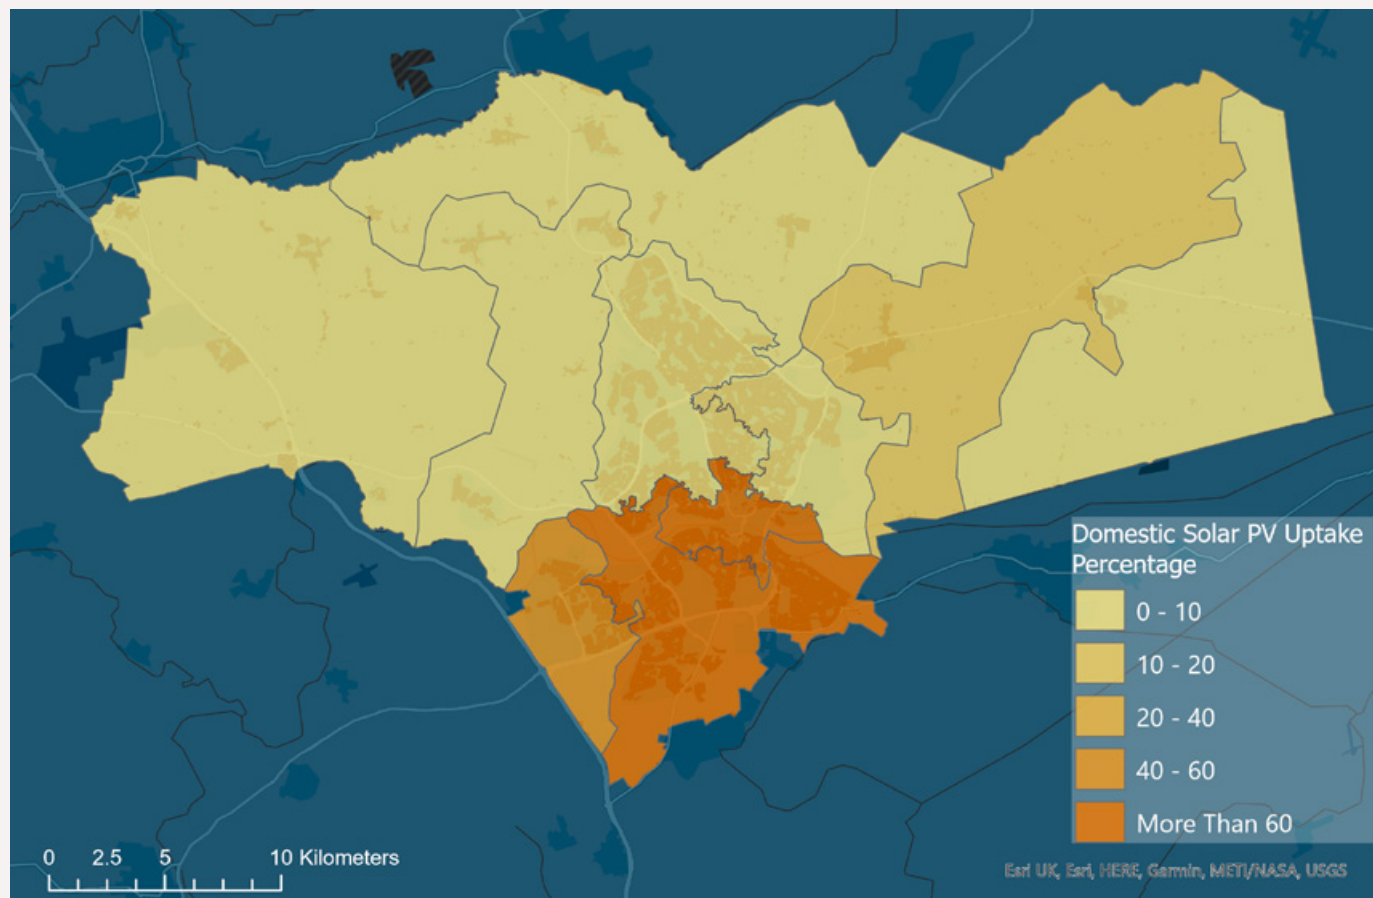 Domestic Solar PV Uptake
Percentage
0 - 10
10 - 20
20 - 40
40 - 60
More Than 60
0 2.5 5 10 Kilometers
Esri UK, Esri, HERE, Garmin, METI/NASA, USGS